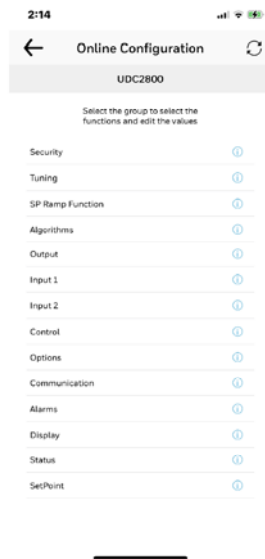 2:14
Online Configuration
UDC2800
Select the group to select the
functions and edit the values
Security
Tuning
SP Ramp Function
Algorithms
Output
Input 1
Input 2
Control
Options
Communication
Alarms
Display
Status
SetPoint